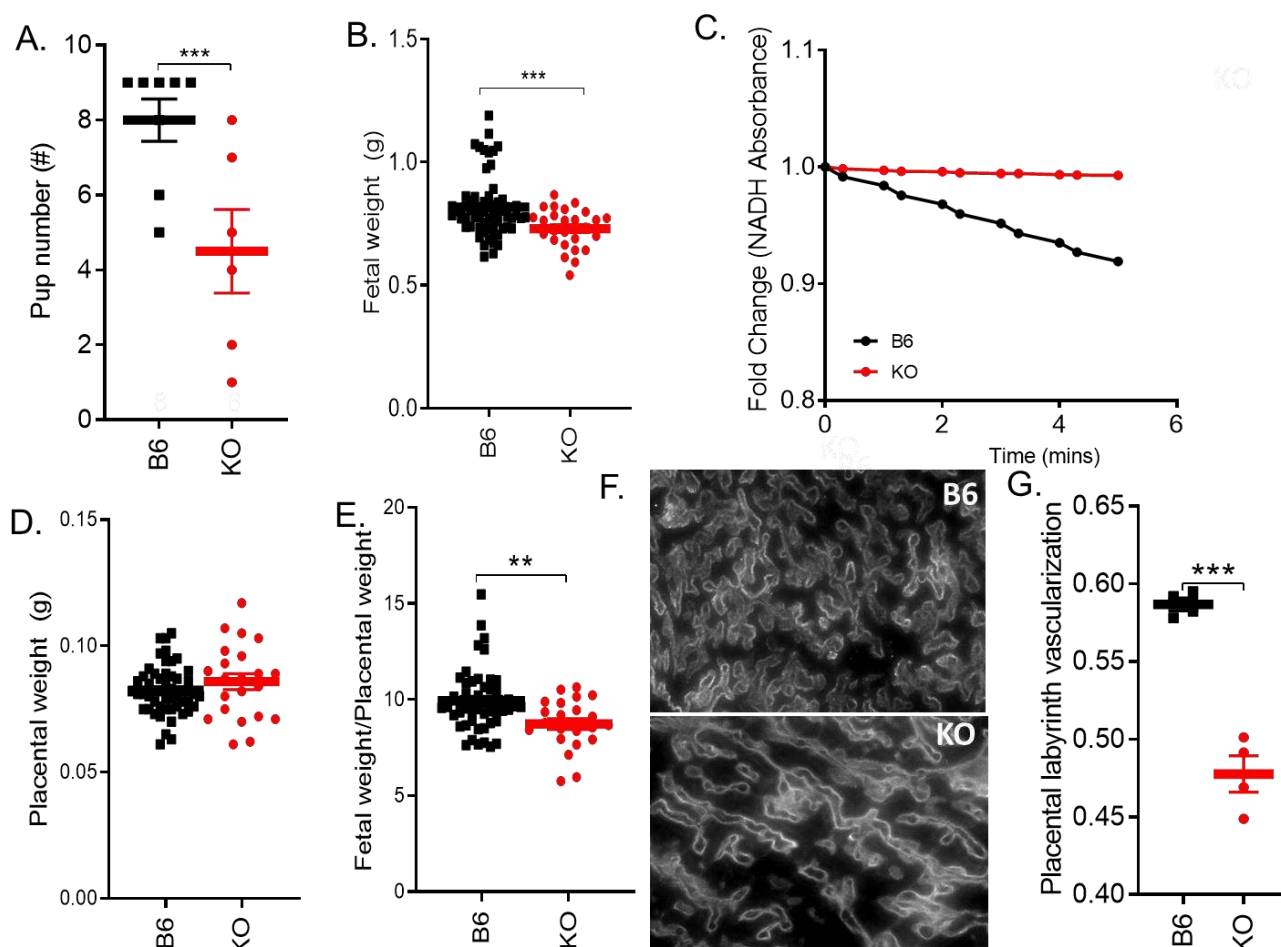 A.
10
8
6
4
2
0
Pup number (#)
***
B6
KO
B.
1.5
1.0
0.5
0.0
Fetal weight (g)
***
B6
KO
C.
1.1
1.0
0.9
0.8
Fold Change (NADH Absorbance)
B6
KO
0
2
4
6
Time (mins)
KO
D.
0.15
0.10
0.05
0.00
Placental weight (g)
B6
KO
E.
20
15
10
5
0
Fetal weight/Placental weight
**
B6
KO
F.
B6
KO
G.
0.65
0.60
0.55
0.50
0.45
0.40
Placental labyrinth vascularization
***
B6
KO